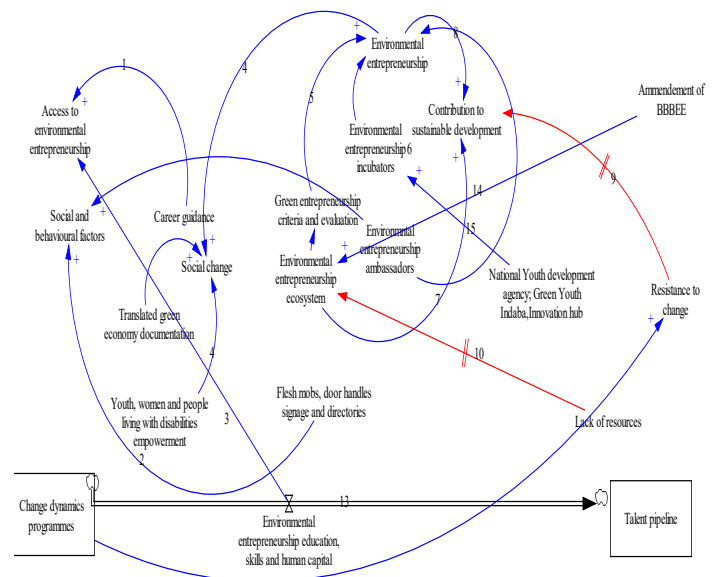 1
4
8
+
Environmental
entrepreneurship
+
Access to
environmental
entrepreneurship
5
+
Contribution to
sustainable development
Ammendement of
BBBEE
Environmental
entrepreneurship 6
incubators
+
+
9
14
Social and
behavioural factors
+
Career guidance
Green entrepreneurship
criteria and evaluation
Environmental
entrepreneurship
ambassadors
15
+
+
Social change
+
+
Environmental
entrepreneurship
ecosystem
National Youth development
agency; Green Youth
Indaba,Innovation hub
Resistance to
change
+
7
Translated green
economy documentation
4
10
Youth, women and people
living with disabilities
empowerment
3
Flesh mobs, door handles
signage and directories
Lack of resources
2
Change dynamics
programmes
13
Environmental
entrepreneurship education,
skills and human capital
Talent pipeline